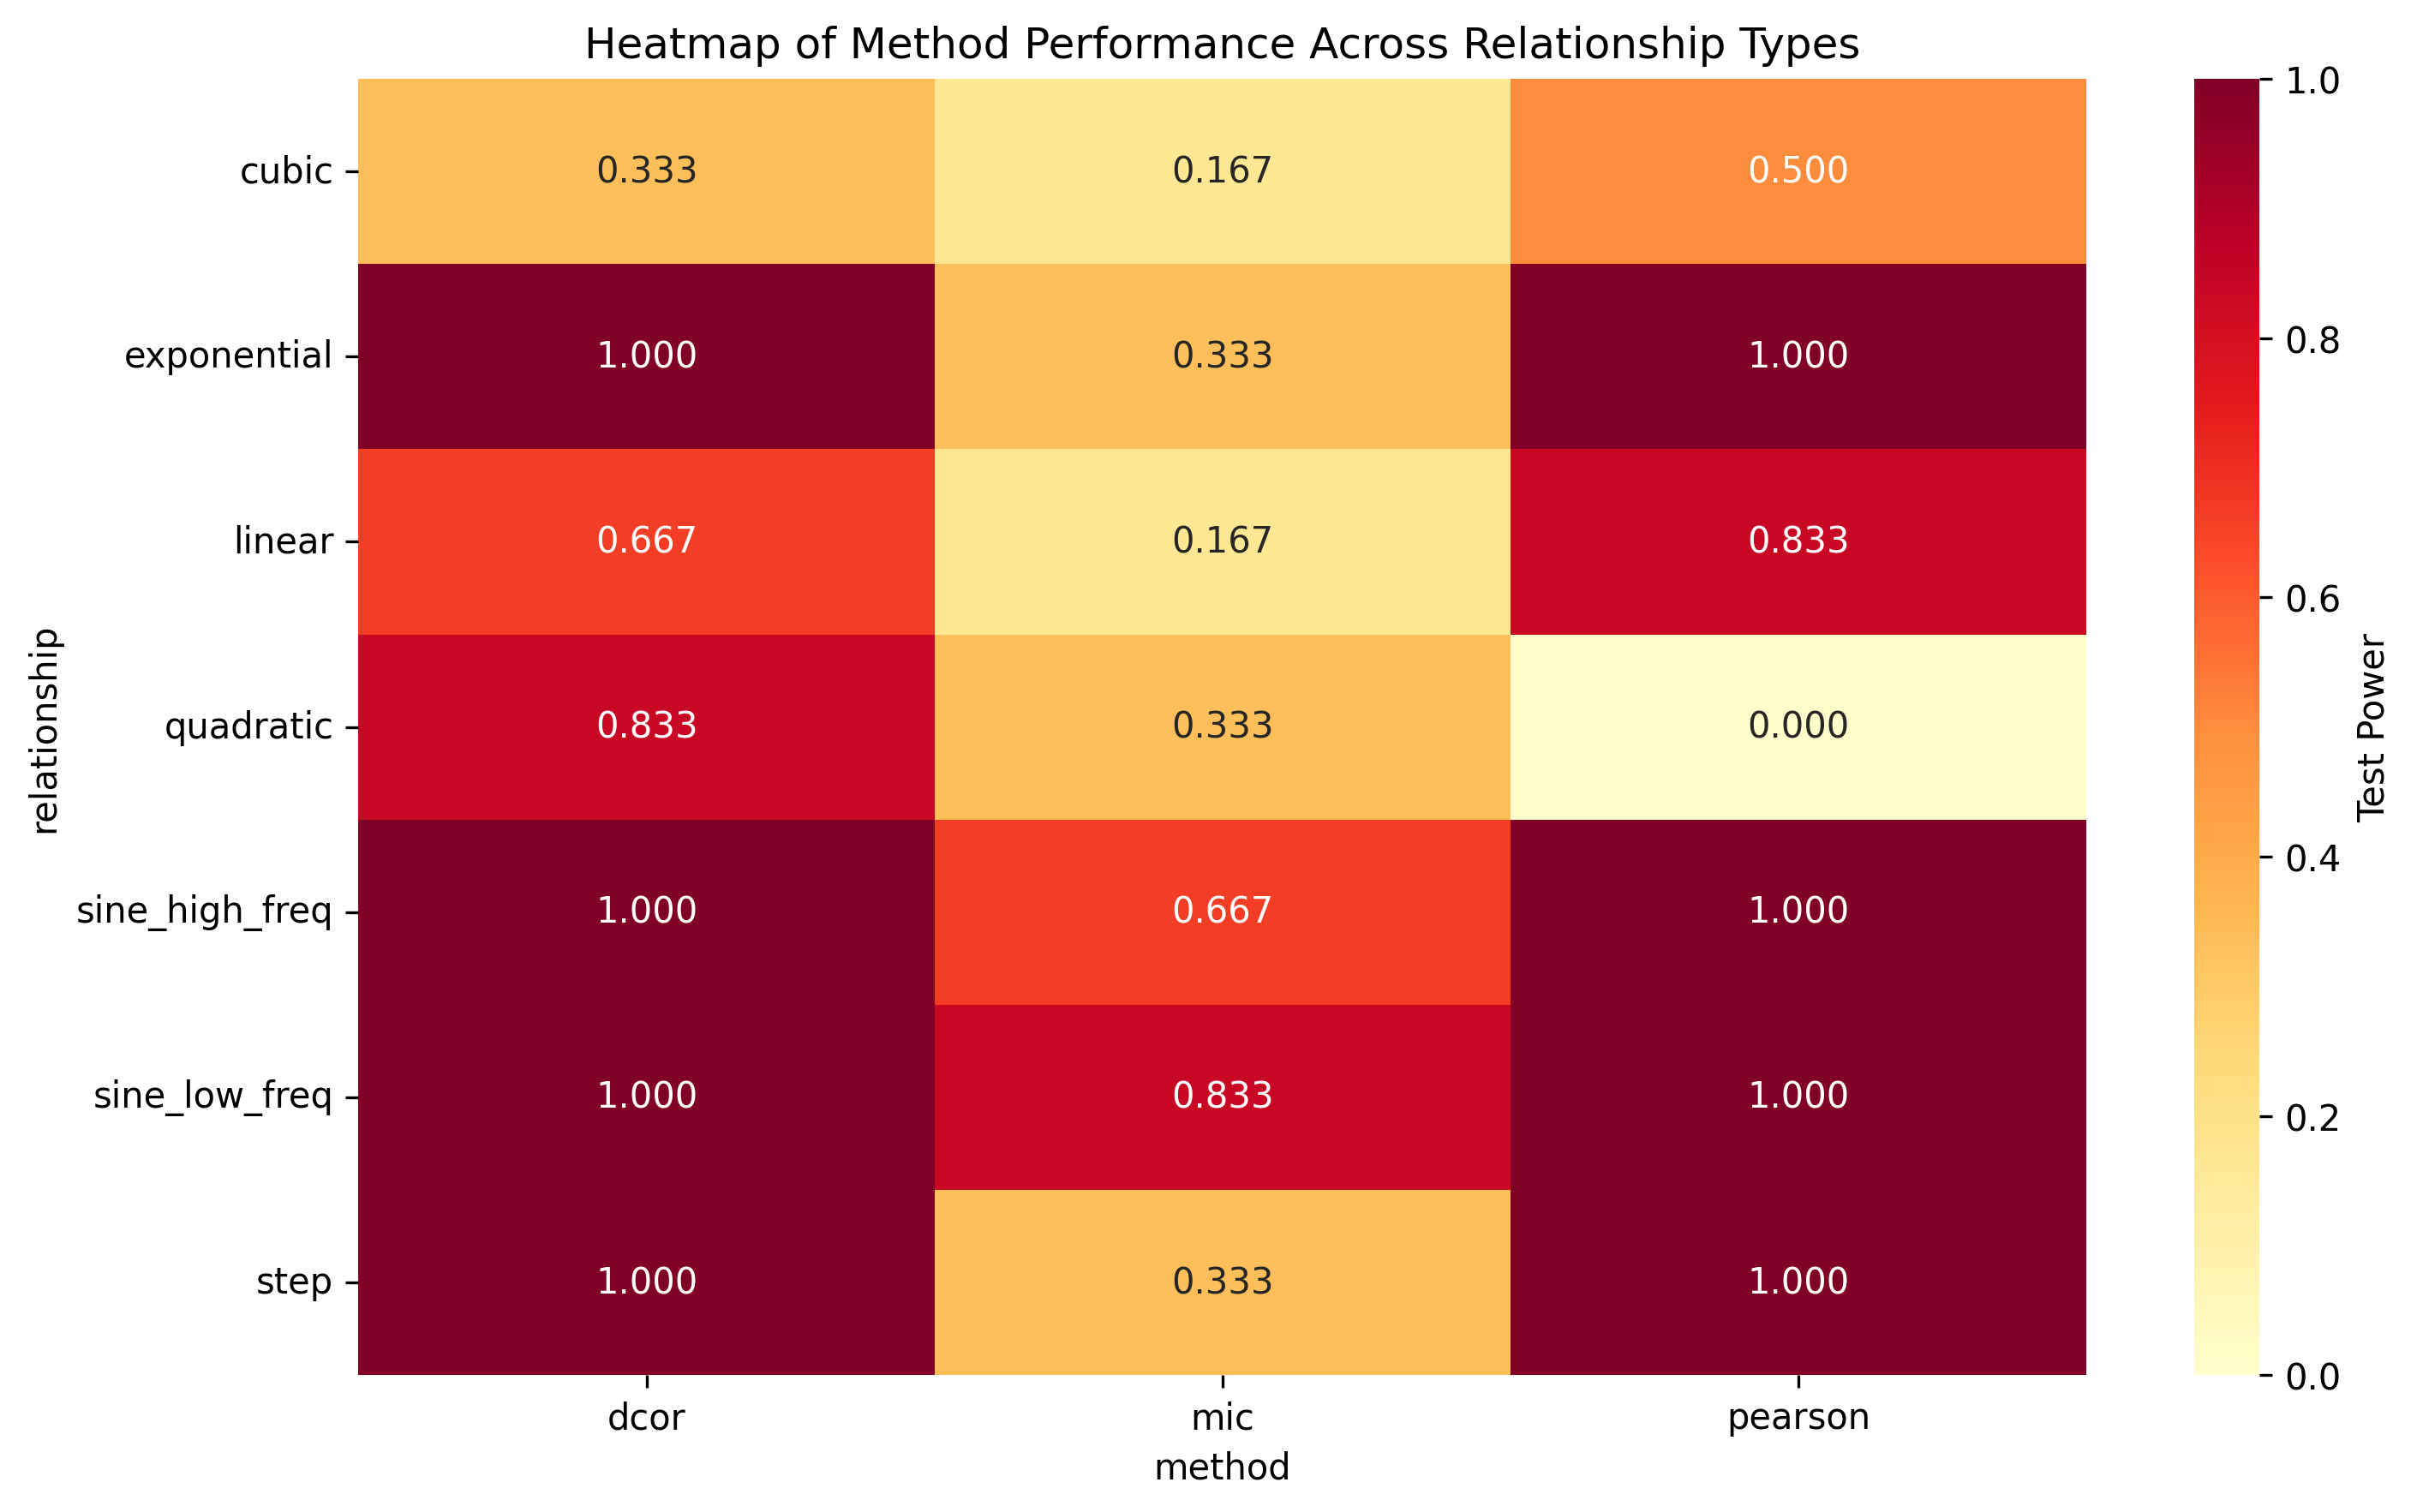 Heatmap of Method Performance Across Relationship Types
relationship
cubic 0.333 0.167 0.500
exponential 1.000 0.333 1.000
linear 0.667 0.167 0.833
quadratic 0.833 0.333 0.000
sine_high_freq 1.000 0.667 1.000
sine_low_freq 1.000 0.833 1.000
step 1.000 0.333 1.000
dcor mic pearson
method
1.0
0.8
0.6
0.4
0.2
0.0
Test Power